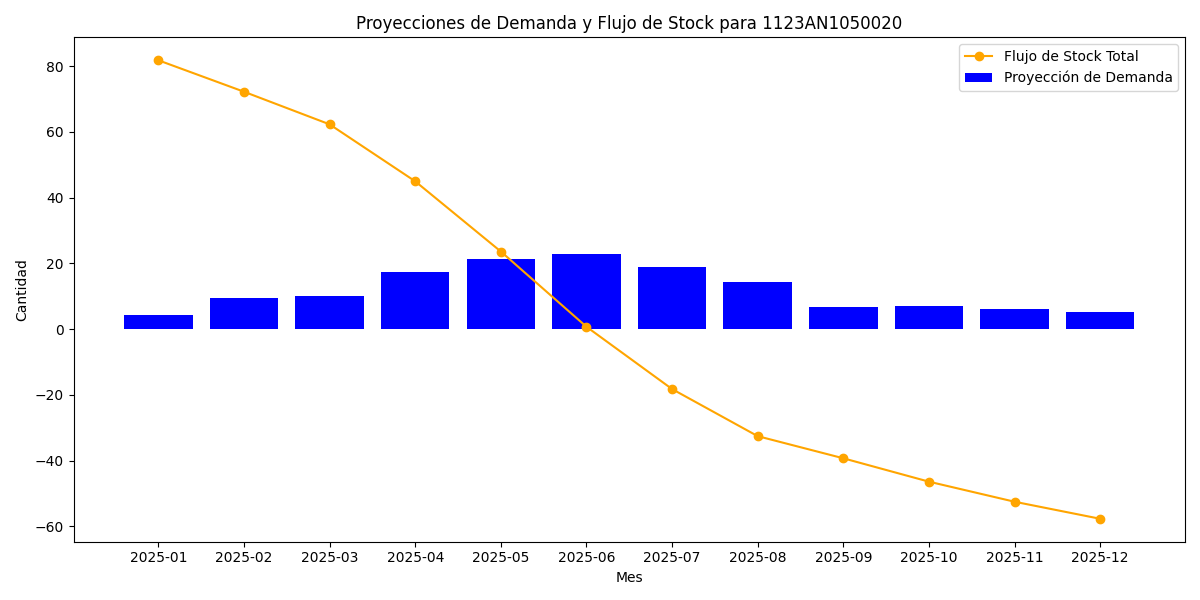 Proyecciones de Demanda y Flujo de Stock para 1123AN1050020
Flujo de Stock Total
Proyección de Demanda
Cantidad
80
60
40
20
0
−20
−40
−60
2025-01 2025-02 2025-03 2025-04 2025-05 2025-06 2025-07 2025-08 2025-09 2025-10 2025-11 2025-12
Mes